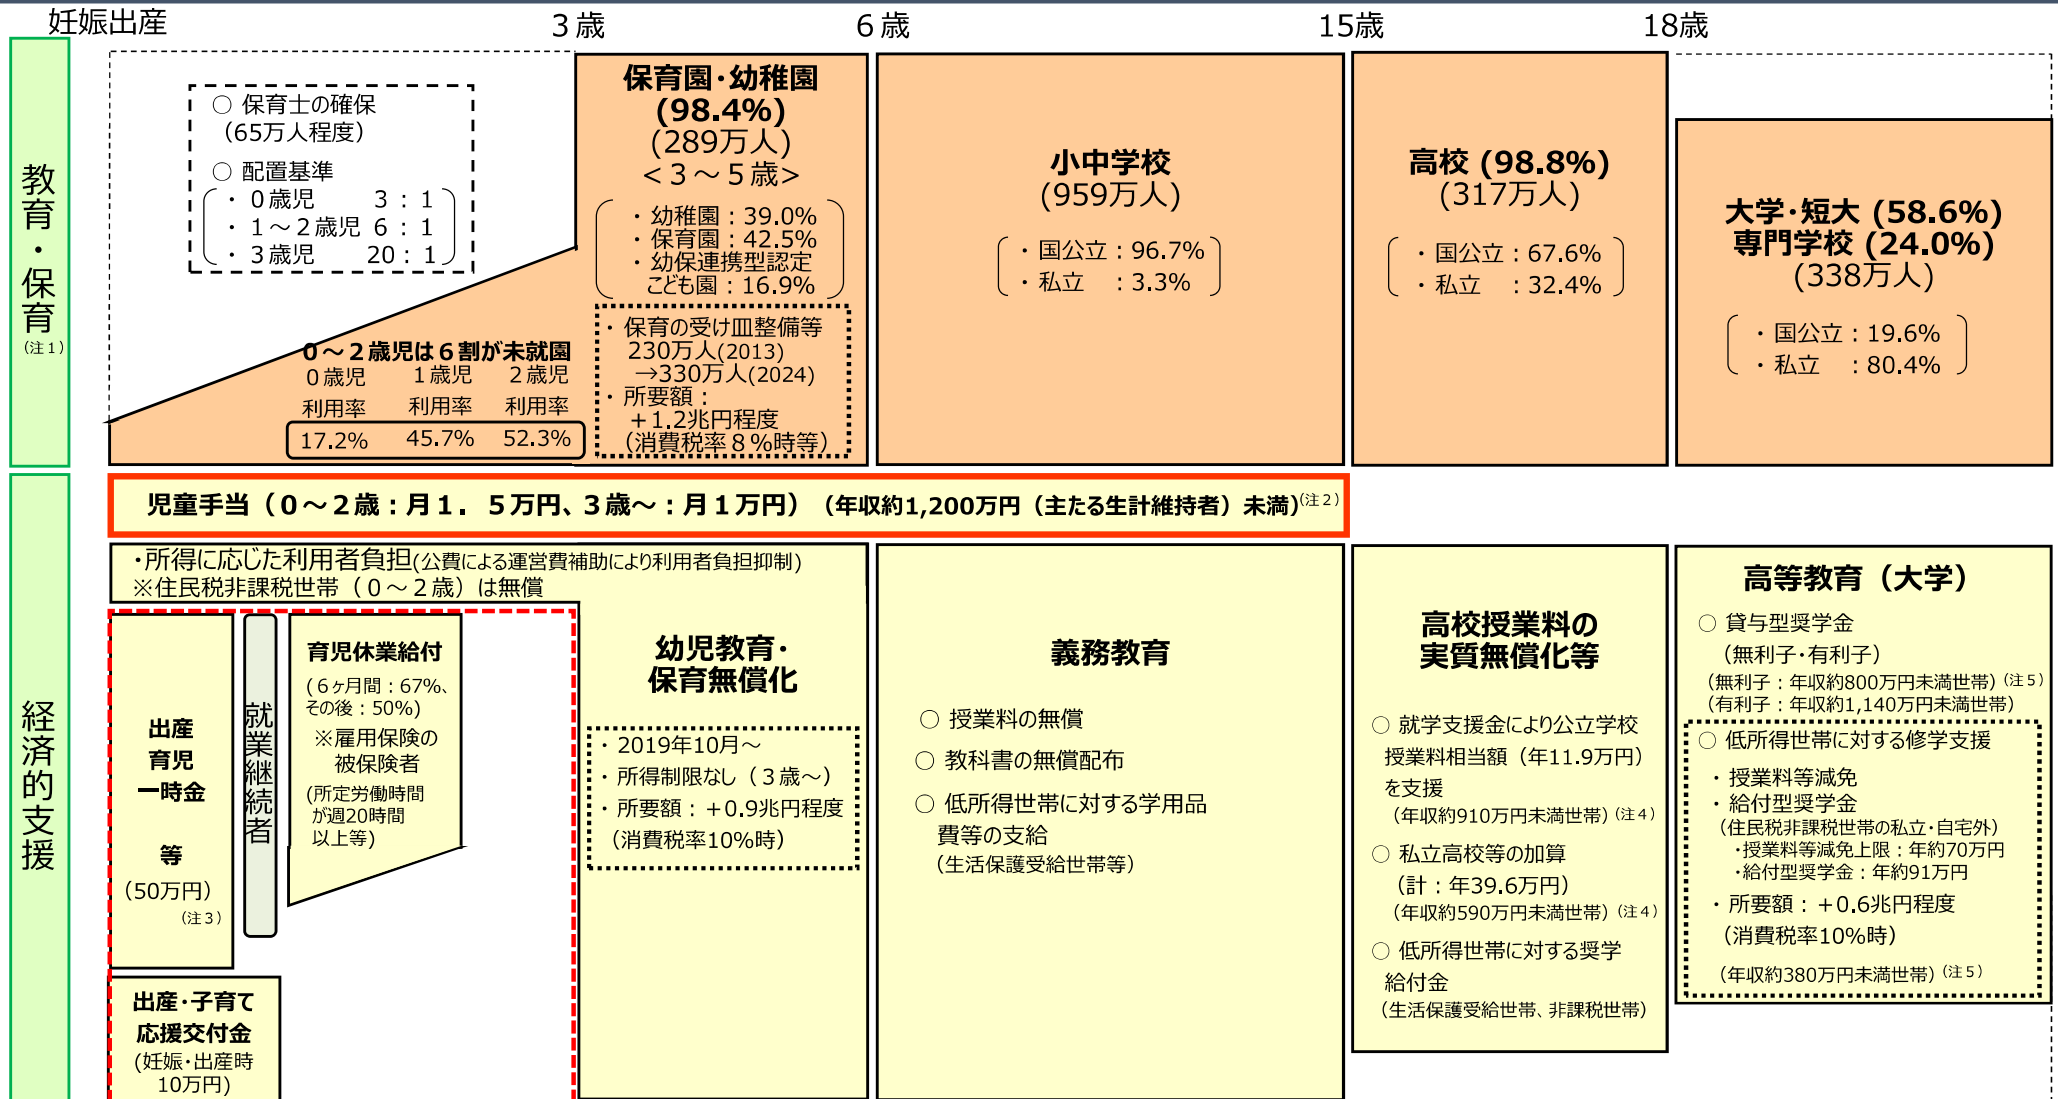 妊娠出産
３歳
６歳
15歳
18歳
教育・保育
(注１)
○ 保育士の確保
（65万人程度）
○ 配置基準
・０歳児　３：１
・１～２歳児 ６：１
・３歳児　20：１
０～２歳児は６割が未就園
０歳児　１歳児　２歳児
利用率　利用率　利用率
17.2%　45.7%　52.3%
保育園・幼稚園
(98.4%)
(289万人)
＜３～５歳＞
・幼稚園：39.0%
・保育園：42.5%
・幼保連携型認定
こども園：16.9%
・保育の受け皿整備等
230万人(2013)
→330万人(2024)
・所要額：
＋1.2兆円程度
（消費税率８%時等）
小中学校
(959万人)
・国公立：96.7%
・私立　：3.3%
高校 (98.8%)
(317万人)
・国公立：67.6%
・私立　：32.4%
大学・短大 (58.6%)
専門学校 (24.0%)
(338万人)
・国公立：19.6%
・私立　：80.4%
経済的支援
児童手当（０～２歳：月１．５万円、３歳～：月１万円）（年収約1,200万円（主たる生計維持者）未満）(注２)
・所得に応じた利用者負担(公費による運営費補助により利用者負担抑制)
※住民税非課税世帯（０～２歳）は無償
出産
育児
一時金
等
（50万円）
(注３)
就業継続者
育児休業給付
(６ヶ月間：67%、
その後：50%)
※雇用保険の
被保険者
(所定労働時間
が週20時間
以上等)
出産・子育て
応援交付金
(妊娠・出産時
10万円)
幼児教育・
保育無償化
・2019年10月～
・所得制限なし（３歳～）
・所要額：＋0.9兆円程度
（消費税率10%時）
義務教育
○ 授業料の無償
○ 教科書の無償配布
○ 低所得世帯に対する学用品
費等の支給
（生活保護受給世帯等）
高校授業料の
実質無償化等
○ 就学支援金により公立学校
授業料相当額（年11.9万円）
を支援
（年収約910万円未満世帯）(注４)
○ 私立高校等の加算
（計：年39.6万円）
（年収約590万円未満世帯）(注４)
○ 低所得世帯に対する奨学
給付金
（生活保護受給世帯、非課税世帯）
高等教育（大学）
○ 貸与型奨学金
（無利子・有利子）
（無利子：年収約800万円未満世帯）(注５)
（有利子：年収約1,140万円未満世帯）
○ 低所得世帯に対する修学支援
・授業料等減免
・給付型奨学金
（住民税非課税世帯の私立・自宅外）
・授業料等減免上限：年約70万円
・給付型奨学金：年約91万円
・所要額：＋0.6兆円程度
（消費税率10%時）
（年収約380万円未満世帯）(注５)